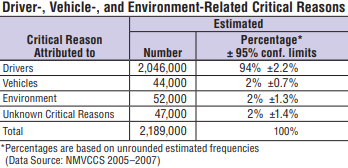 Driver-, Vehicle-, and Environment-Related Critical Reasons
Estimated
Critical Reason Attributed to Number Percentage* ± 95% conf. limits
Drivers 2,046,000 94% ±2.2%
Vehicles 44,000 2% ±0.7%
Environment 52,000 2% ±1.3%
Unknown Critical Reasons 47,000 2% ±1.4%
Total 2,189,000 100%
*Percentages are based on unrounded estimated frequencies
(Data Source: NMVCCS 2005–2007)